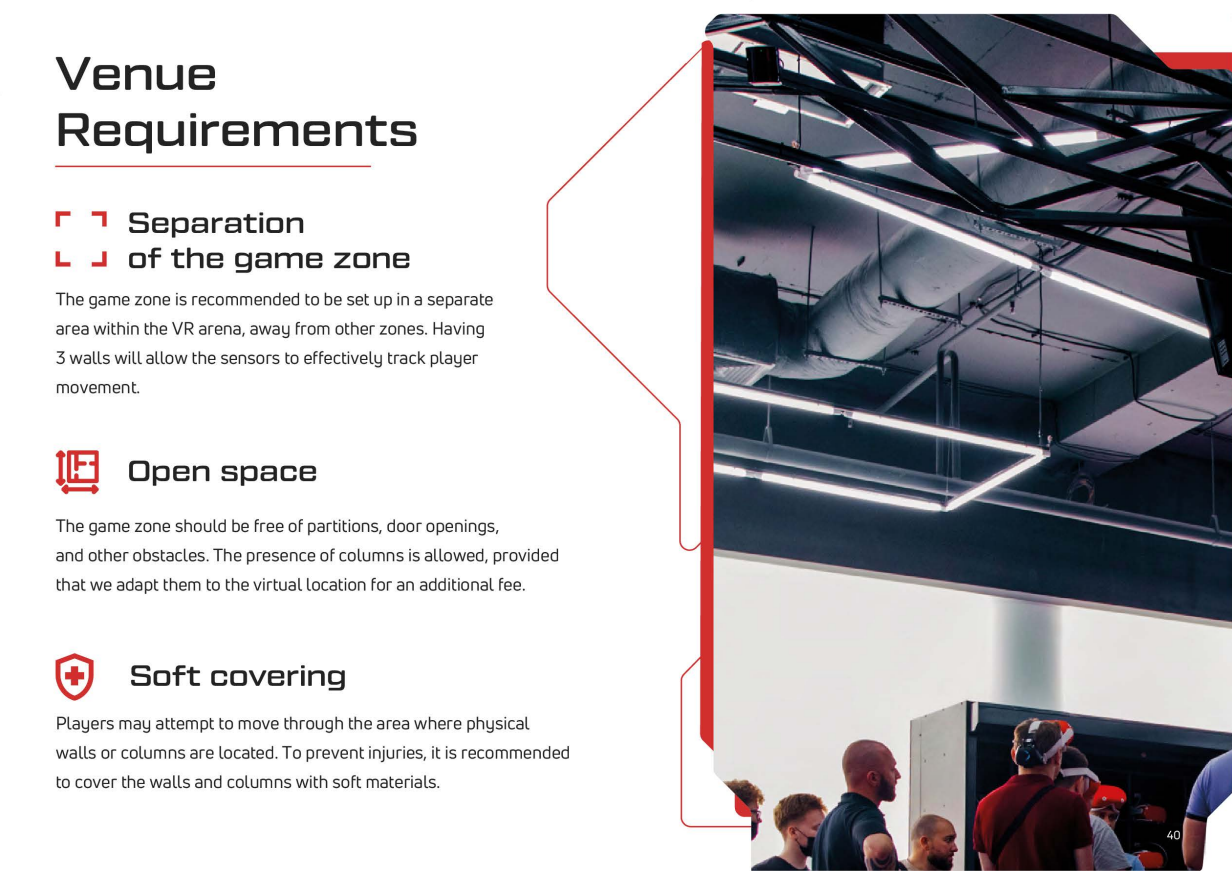 Venue
Requirements
Separation
of the game zone
The game zone is recommended to be set up in a separate
area within the VR arena, away from other zones. Having
3 walls will allow the sensors to effectively track player
movement.
Open space
The game zone should be free of partitions, door openings,
and other obstacles. The presence of columns is allowed, provided
that we adapt them to the virtual location for an additional fee.
Soft covering
Players may attempt to move through the area where physical
walls or columns are located. To prevent injuries, it is recommended
to cover the walls and columns with soft materials.
40